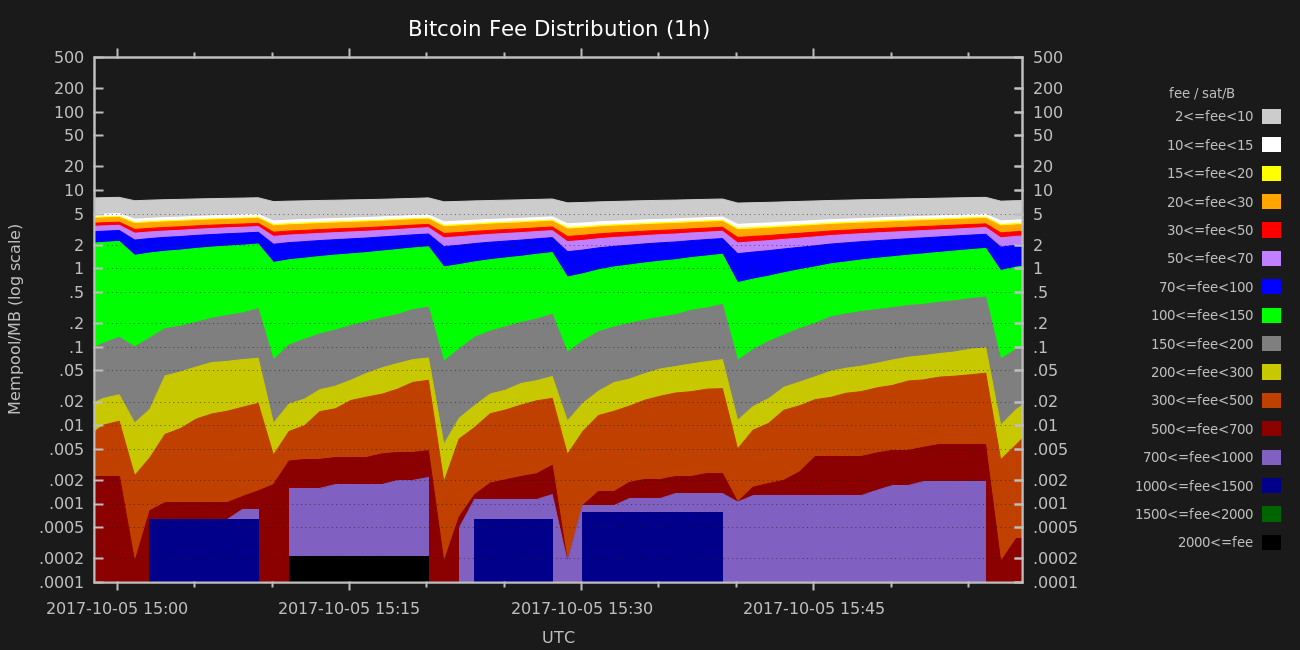 Bitcoin Fee Distribution (1h)
Mempool/MB (log scale)
500
200
100
50
20
10
5
2
1
.5
.2
.1
.05
.02
.01
.005
.002
.001
.0005
.0002
.0001
500
200
100
50
20
10
5
2
1
.5
.2
.1
.05
.02
.01
.005
.002
.001
.0005
.0002
.0001
2017-10-05 15:00 2017-10-05 15:15 2017-10-05 15:30 2017-10-05 15:45
UTC
fee / sat/B
2<=fee<10
10<=fee<15
15<=fee<20
20<=fee<30
30<=fee<50
50<=fee<70
70<=fee<100
100<=fee<150
150<=fee<200
200<=fee<300
300<=fee<500
500<=fee<700
700<=fee<1000
1000<=fee<1500
1500<=fee<2000
2000<=fee